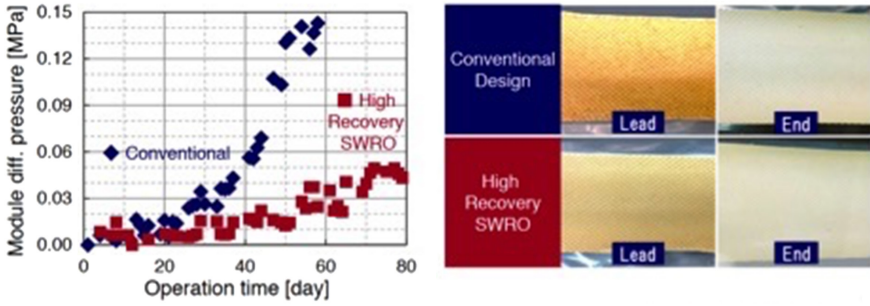 Module diff. pressure [MPa]
0.15
0.12
0.09
0.06
0.03
0.00
0
20
40
60
80
Operation time [day]
Conventional
High
Recovery
SWRO
Conventional
Design
Lead
End
High
Recovery
SWRO
Lead
End